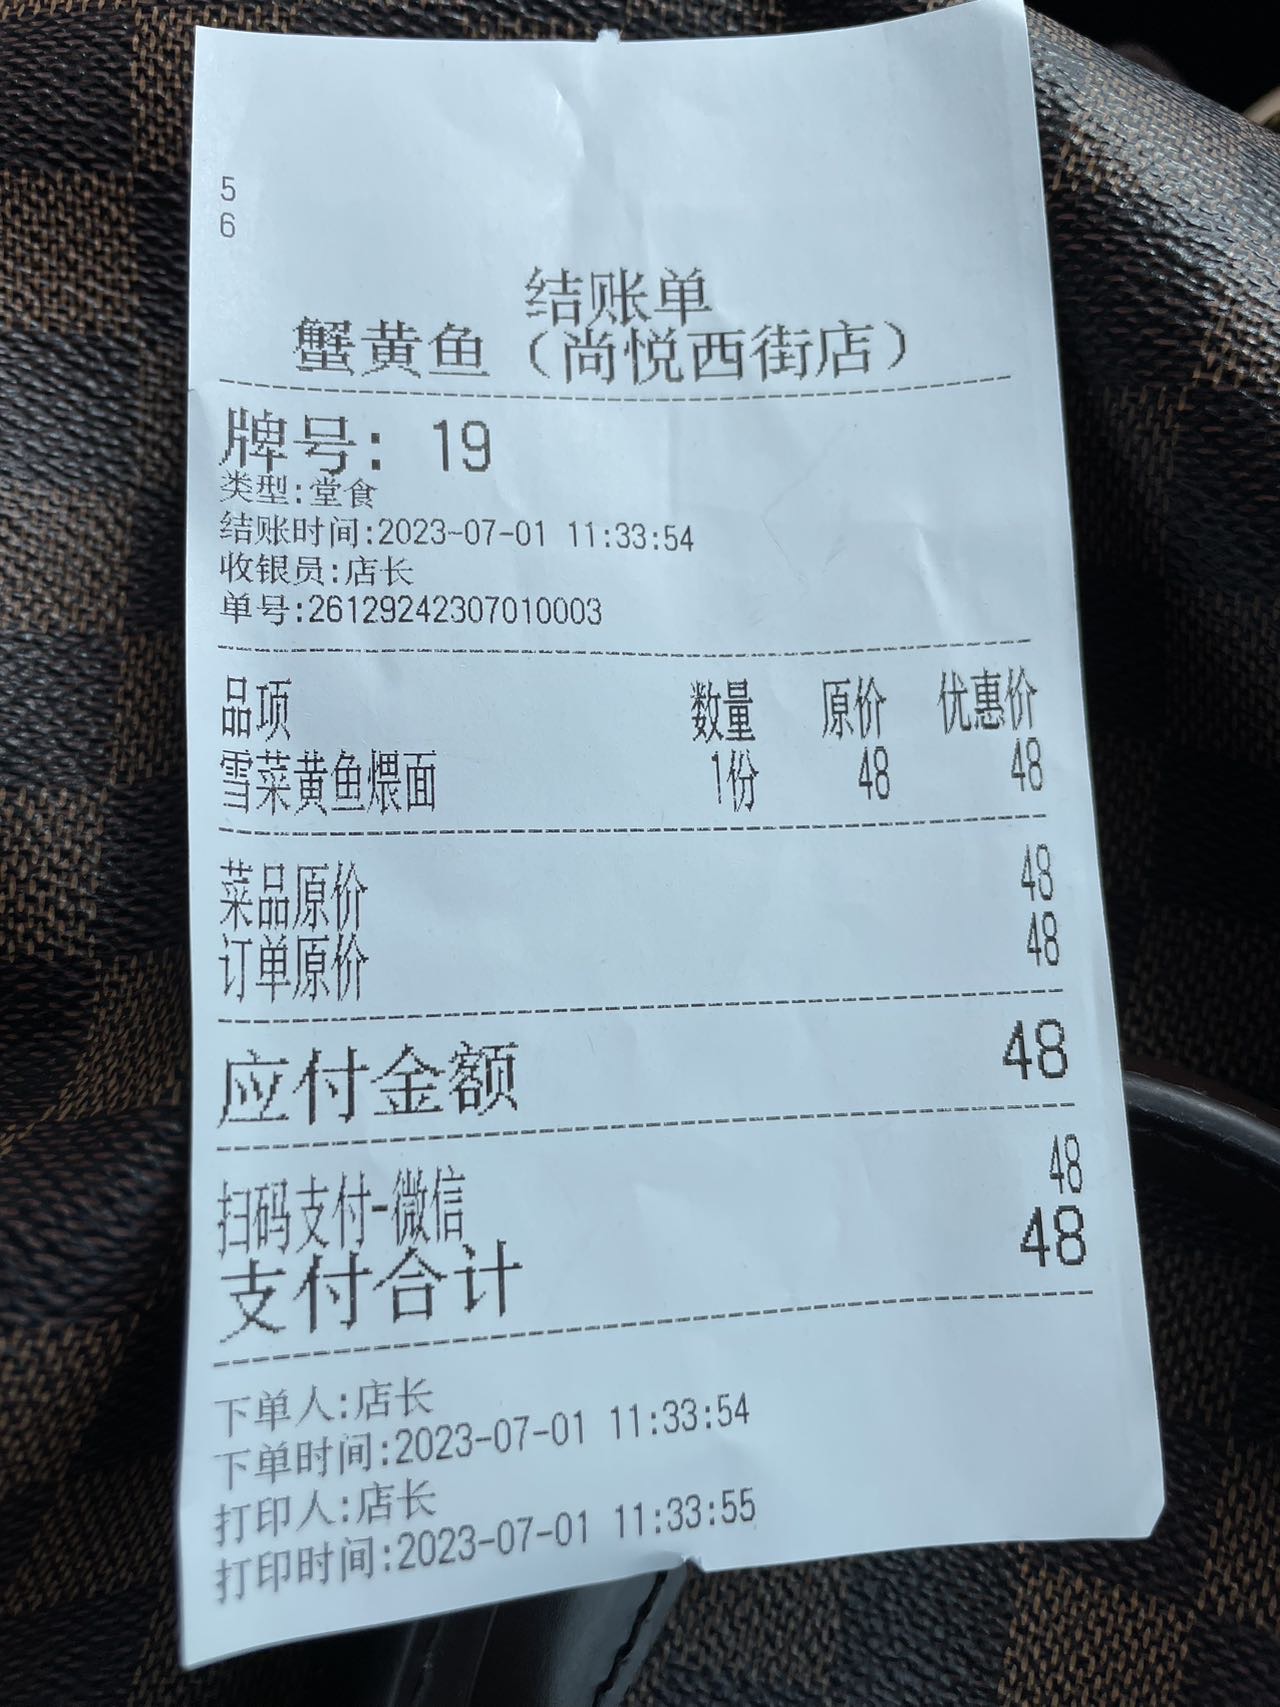 5
6
结账单
蟹黄鱼（尚悦西街店）
牌号: 19
类型:堂食
结账时间:2023-07-01 11:33:54
收银员:店长
单号:26129242307010003
品项 数量 原价 优惠价
雪菜黄鱼煨面 1份 48 48
菜品原价 48
订单原价 48
应付金额 48
扫码支付-微信 48
支付合计 48
下单人:店长
下单时间:2023-07-01 11:33:54
打印人:店长
打印时间:2023-07-01 11:33:55